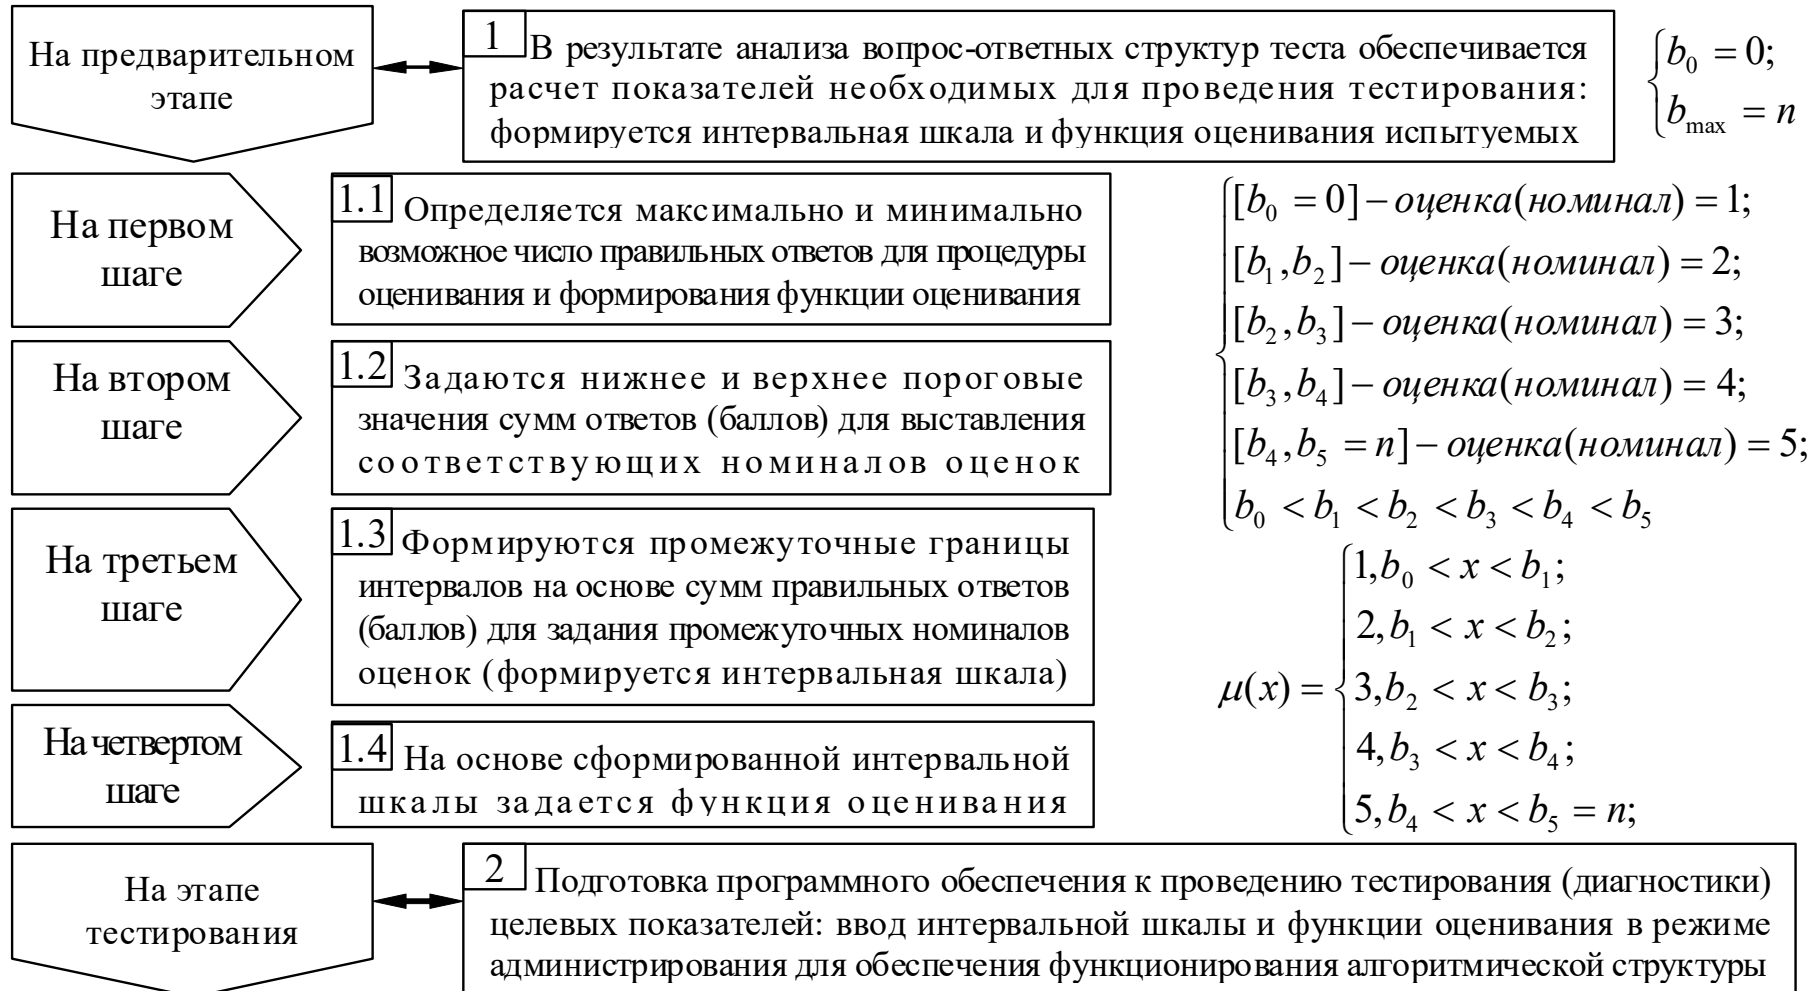 На предварительном
этапе
1 В результате анализа вопрос-ответных структур теста обеспечивается
расчет показателей необходимых для проведения тестирования:
формируется интервальная шкала и функция оценивания испытуемых
b₀ = 0;
b_max = n
На первом
шаге
1.1 Определяется максимально и минимально
возможное число правильных ответов для процедуры
оценивания и формирования функции оценивания
[b₀ = 0] – оценка(номинал) = 1;
[b₁,b₂] – оценка(номинал) = 2;
[b₂,b₃] – оценка(номинал) = 3;
[b₃,b₄] – оценка(номинал) = 4;
[b₄,b₅ = n] – оценка(номинал) = 5;
b₀ < b₁ < b₂ < b₃ < b₄ < b₅
На втором
шаге
1.2 Задаются нижнее и верхнее пороговые
значения сумм ответов (баллов) для выставления
соответствующих номиналов оценок
На третьем
шаге
1.3 Формируются промежуточные границы
интервалов на основе сумм правильных ответов
(баллов) для задания промежуточных номиналов
оценок (формируется интервальная шкала)
μ(x) =
1,b₀ < x < b₁;
2,b₁ < x < b₂;
3,b₂ < x < b₃;
4,b₃ < x < b₄;
5,b₄ < x < b₅ = n;
На четвертом
шаге
1.4 На основе сформированной интервальной
шкалы задается функция оценивания
На этапе
тестирования
2 Подготовка программного обеспечения к проведению тестирования (диагностики)
целевых показателей: ввод интервальной шкалы и функции оценивания в режиме
администрирования для обеспечения функционирования алгоритмической структуры